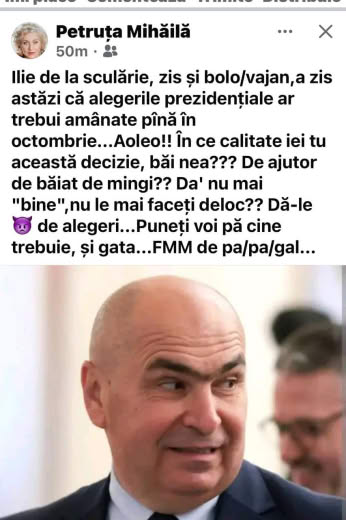 Petruța Mihăilă
50m
Ilie de la sculărie, zis și bolo/vajan,a zis
astăzi că alegerile prezidențiale ar
trebui amânate pînă în
octombrie...Aoleo!! În ce calitate iei tu
această decizie, băi nea??? De ajutor
de băiat de mingi?? Da' nu mai
"bine",nu le mai faceți deloc?? Dă-le
😈 de alegeri...Puneți voi pă cine
trebuie, și gata...FMM de pa/pa/gal...